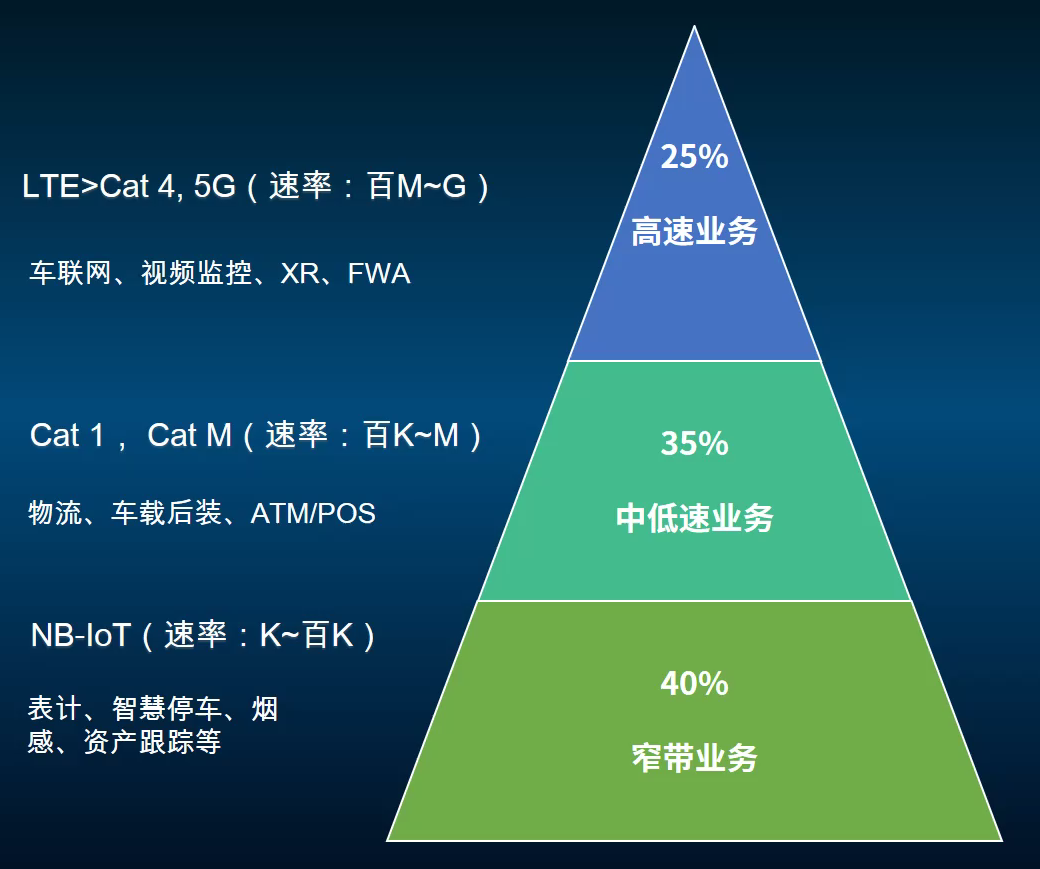 25%
LTE>Cat 4, 5G（速率：百M~G）
高速业务
车联网、视频监控、XR、FWA
Cat 1， Cat M（速率：百K~M）
35%
物流、车载后装、ATM/POS
中低速业务
NB-IoT（速率：K~百K）
40%
表计、智慧停车、烟
感、资产跟踪等
窄带业务